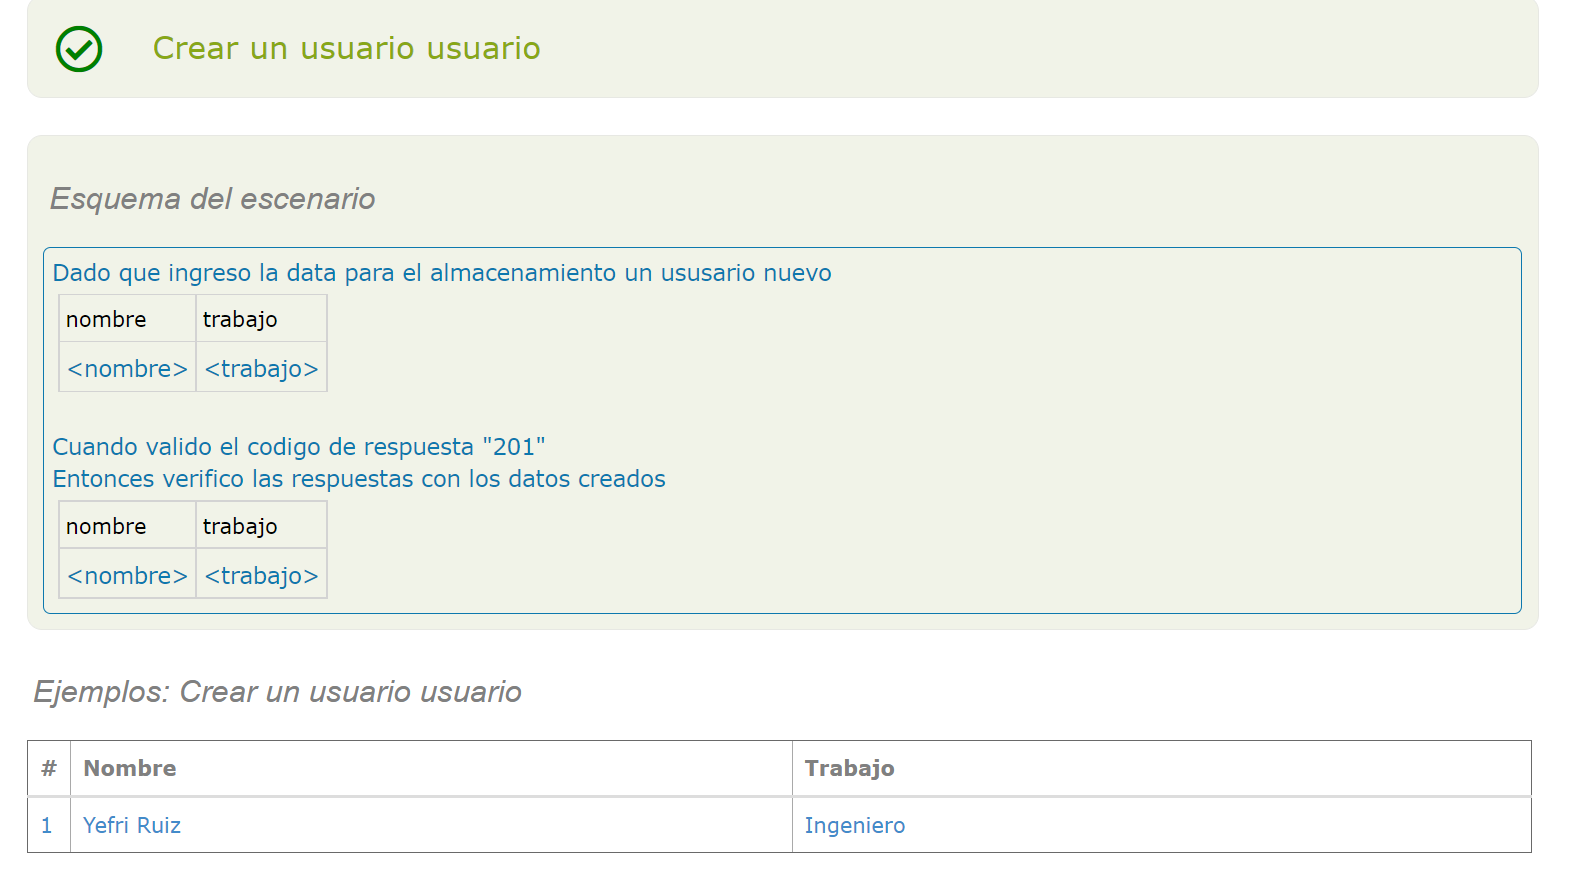 Crear un usuario usuario
Esquema del escenario
Dado que ingreso la data para el almacenamiento un ususario nuevo
nombre trabajo
<nombre> <trabajo>
Cuando valido el codigo de respuesta "201"
Entonces verifico las respuestas con los datos creados
nombre trabajo
<nombre> <trabajo>
Ejemplos: Crear un usuario usuario
# Nombre Trabajo
1 Yefri Ruiz Ingeniero